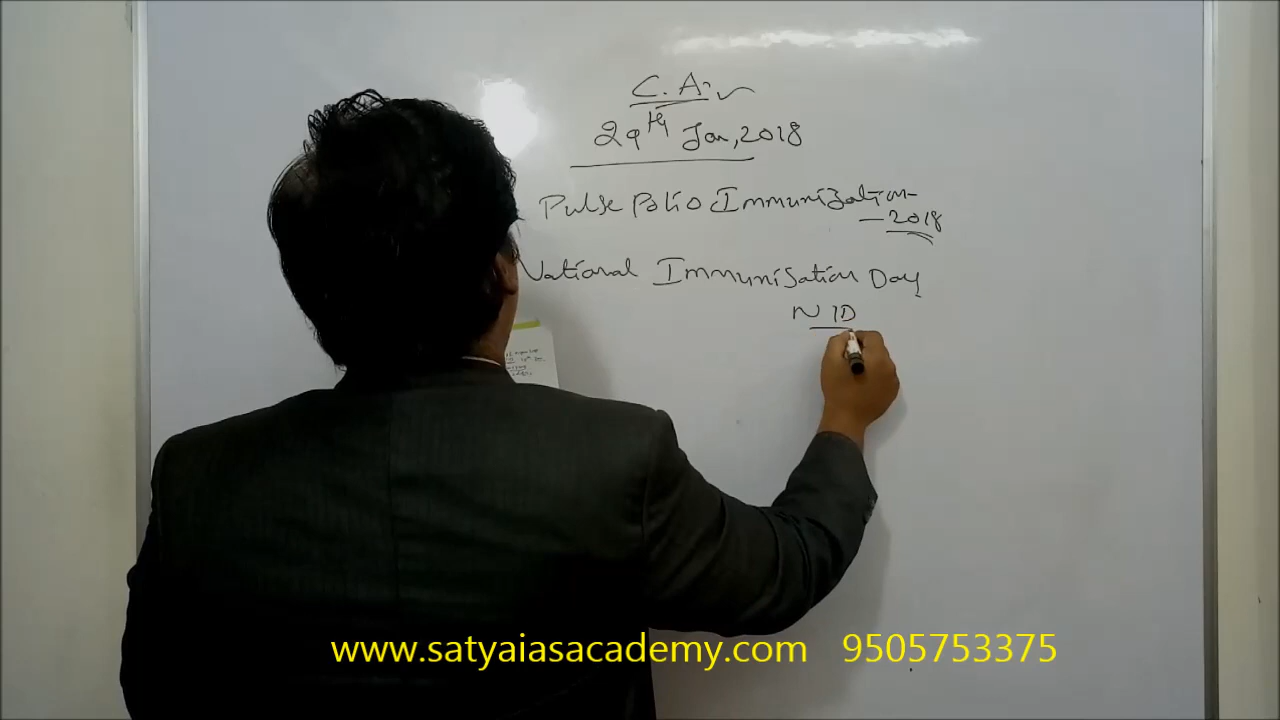 C. A.
29th Jan, 2018
Pulse Polio Immunization
– 2018
National Immunisation Day
NID
www.satyaiasacademy.com 9505753375